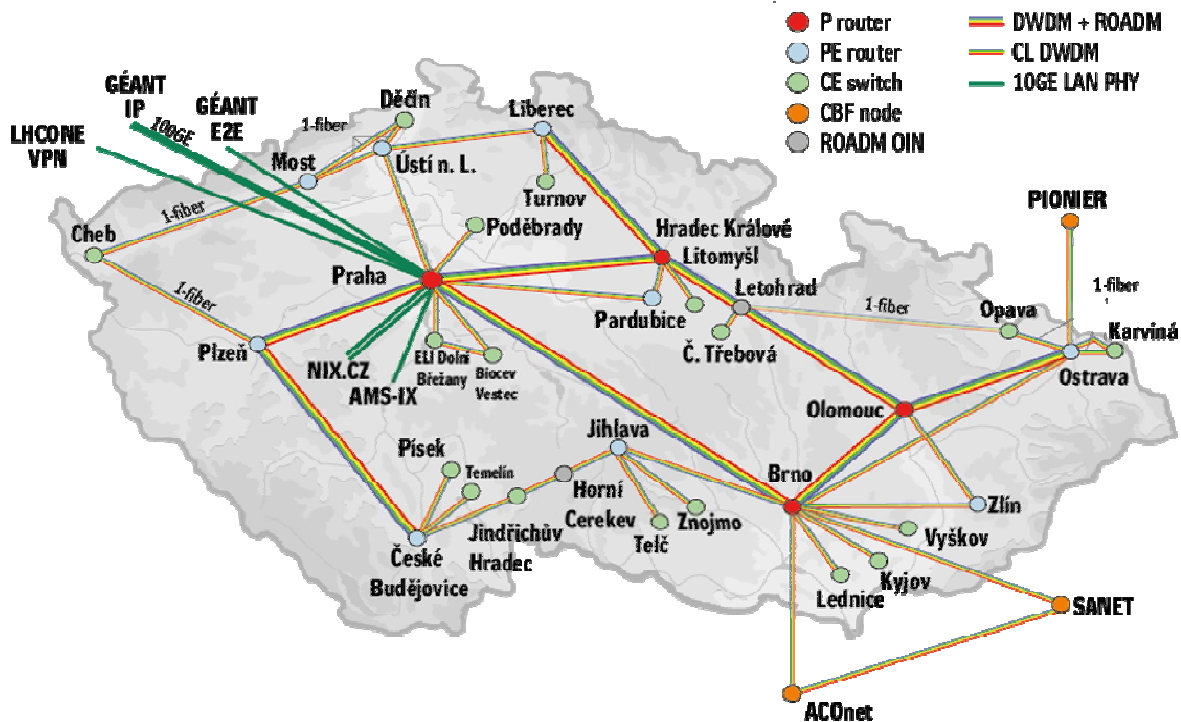 P router
PE router
CE switch
CBF node
ROADM OIN
DWDM + ROADM
CL DWDM
10GE LAN PHY
GÉANT
IP
100GE
GÉANT
E2E
LHCONE
VPN
Děčín
1-fiber
Liberec
Most
Ústí n. L.
Turnov
1-fiber
Cheb
Poděbrady
Hradec Králové
Litomyšl
PIONIER
Praha
Letohrad
1-fiber
1-fiber
1-fiber
Opava
Karviná
Pardubice
Č. Třebová
Plzeň
ELI Dolní
Břežany
Biocev
Vestec
NIX.CZ
AMS-IX
Ostrava
Olomouc
Jihlava
Písek
Temelín
Brno
Horní
Cerekev
Znojmo
Telč
Zlín
Vyškov
Jindřichův
Hradec
České
Budějovice
Kyjov
Lednice
SANET
ACOnet